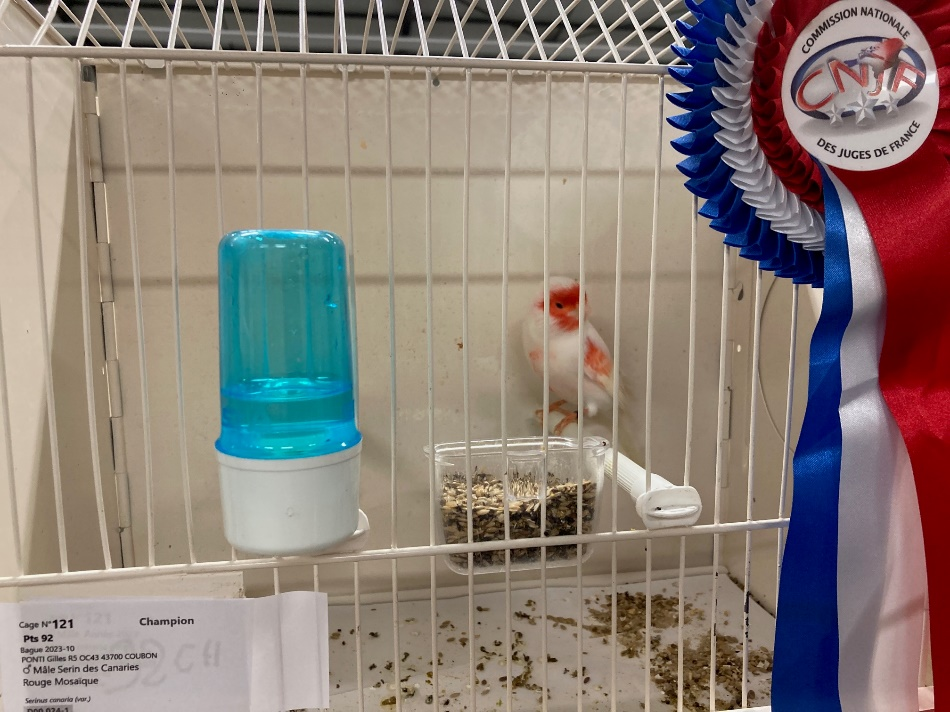 COMMISSION NATIONALE
CNJF
DES JUGES DE FRANCE
Cage N° 121 Champion
Pts 92
Bague 2023-10
PONTI Gilles R5 OC43 43700 COUBON
♂ Mâle Serin des Canaries
Rouge Mosaïque
Serinus canaria (var.)